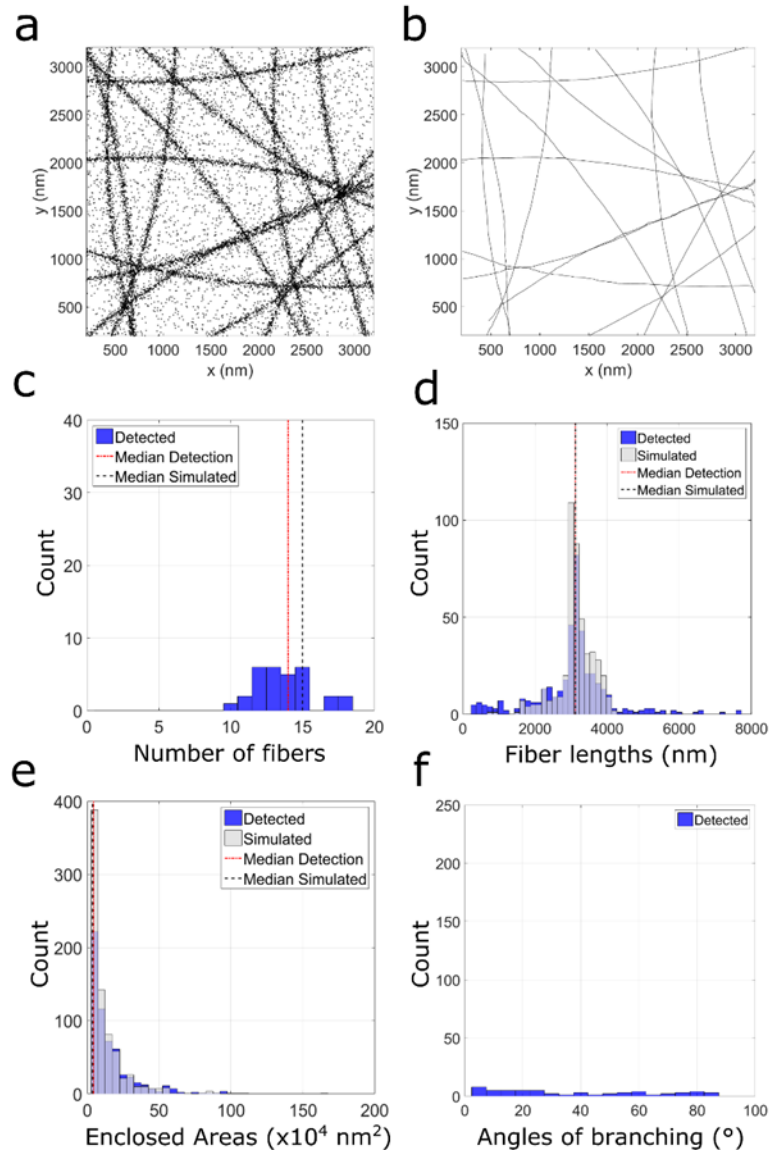 a
3000
2500
2000
1500
1000
500
y (nm)
500 1000 1500 2000 2500 3000
x (nm)
b
3000
2500
2000
1500
1000
500
y (nm)
500 1000 1500 2000 2500 3000
x (nm)
c
40
30
20
10
0
Count
Detected
Median Detection
Median Simulated
0 5 10 15 20
Number of fibers
d
150
100
50
0
Count
Detected
Simulated
Median Detection
Median Simulated
0 2000 4000 6000 8000
Fiber lengths (nm)
e
400
300
200
100
0
Count
Detected
Simulated
Median Detection
Median Simulated
0 50 100 150 200
Enclosed Areas (x10⁴ nm²)
f
250
200
150
100
50
0
Count
Detected
0 20 40 60 80 100
Angles of branching (°)